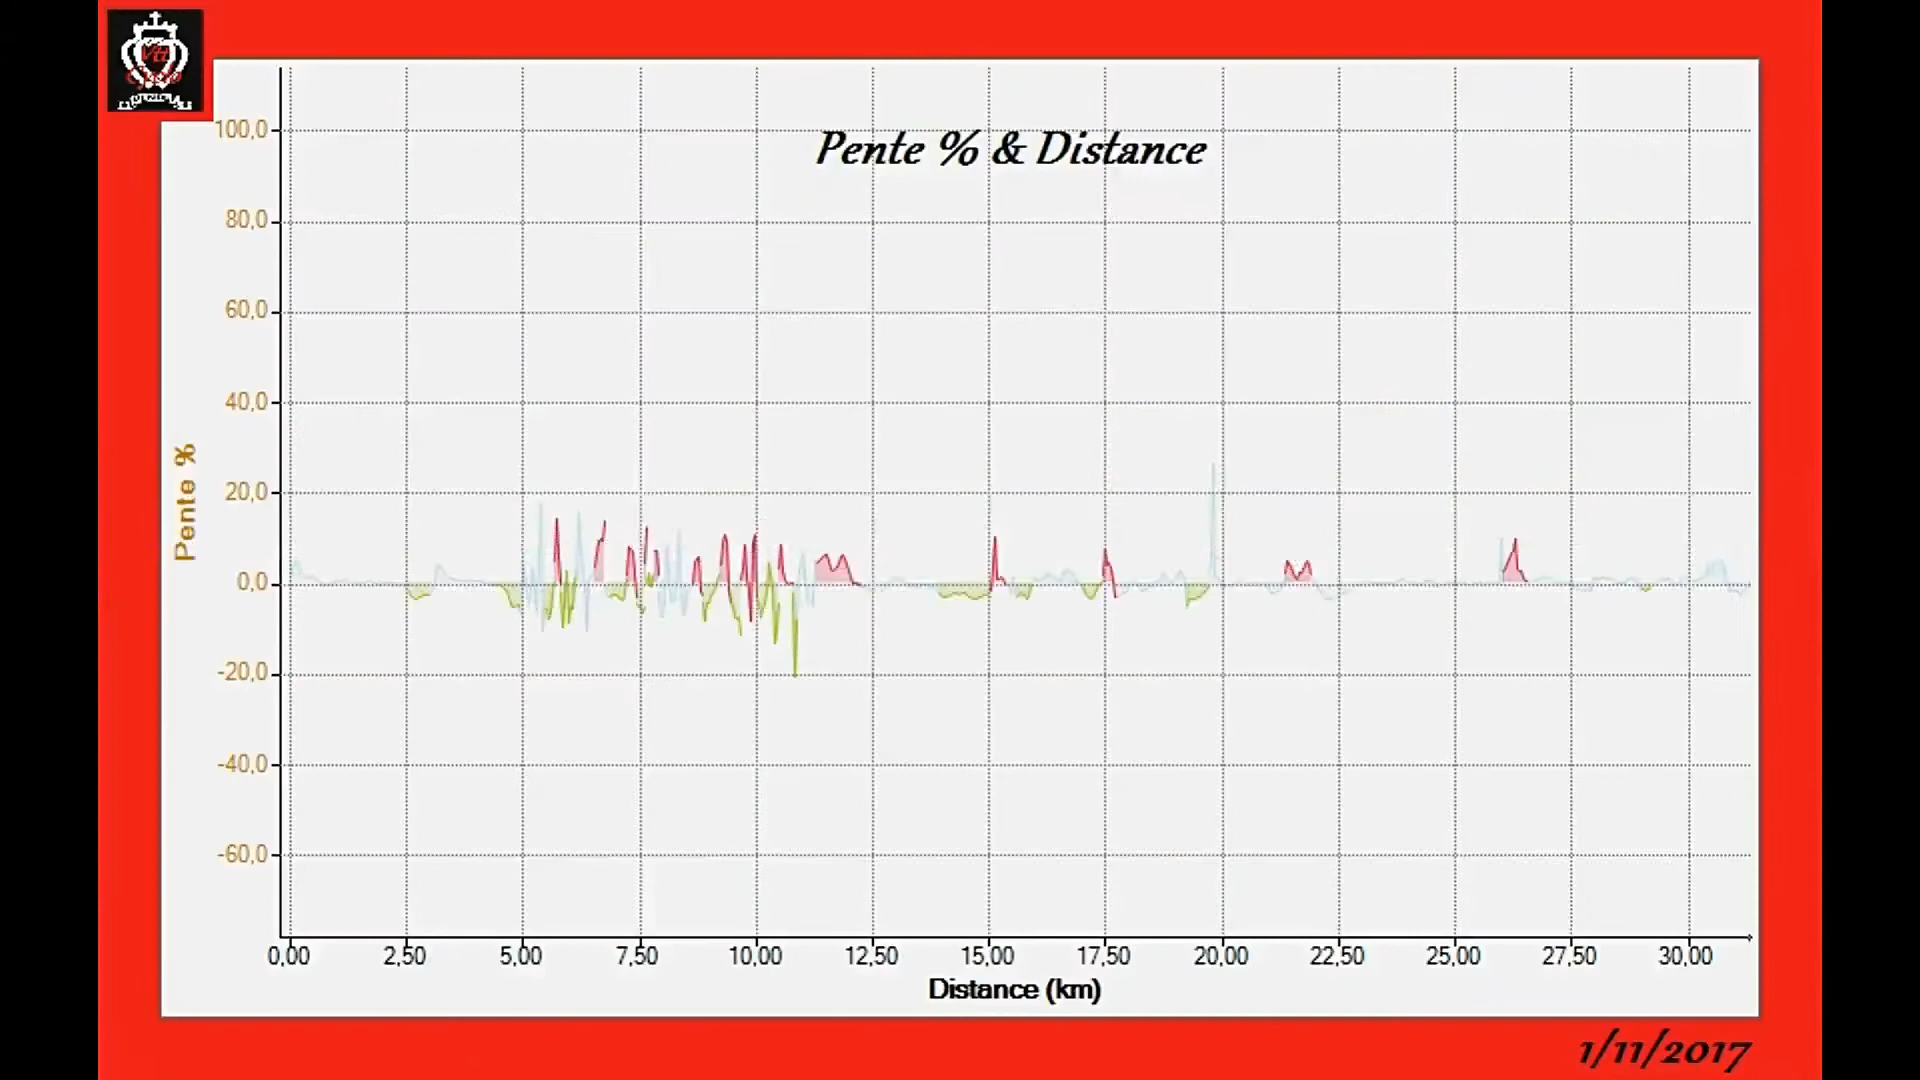 Vtt
Pente % & Distance
100,0
80,0
60,0
40,0
20,0
0,0
-20,0
-40,0
-60,0
Pente %
0,00 2,50 5,00 7,50 10,00 12,50 15,00 17,50 20,00 22,50 25,00 27,50 30,00
Distance (km)
1/11/2017